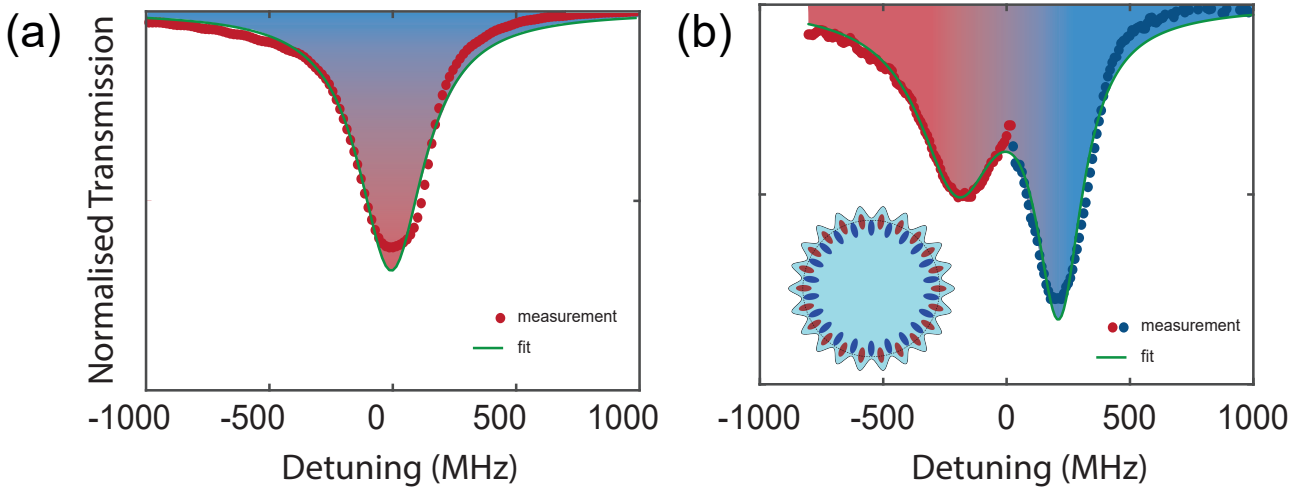 (a)
Normalised Transmission
measurement
fit
-1000 -500 0 500 1000
Detuning (MHz)
(b)
measurement
fit
-1000 -500 0 500 1000
Detuning (MHz)